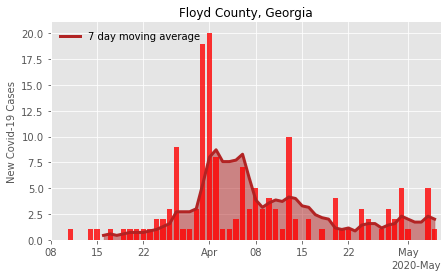 Floyd County, Georgia
7 day moving average
New Covid-19 Cases
20.0
17.5
15.0
12.5
10.0
7.5
5.0
2.5
0.0
08 15 22 Apr 08 15 22 May
2020-May